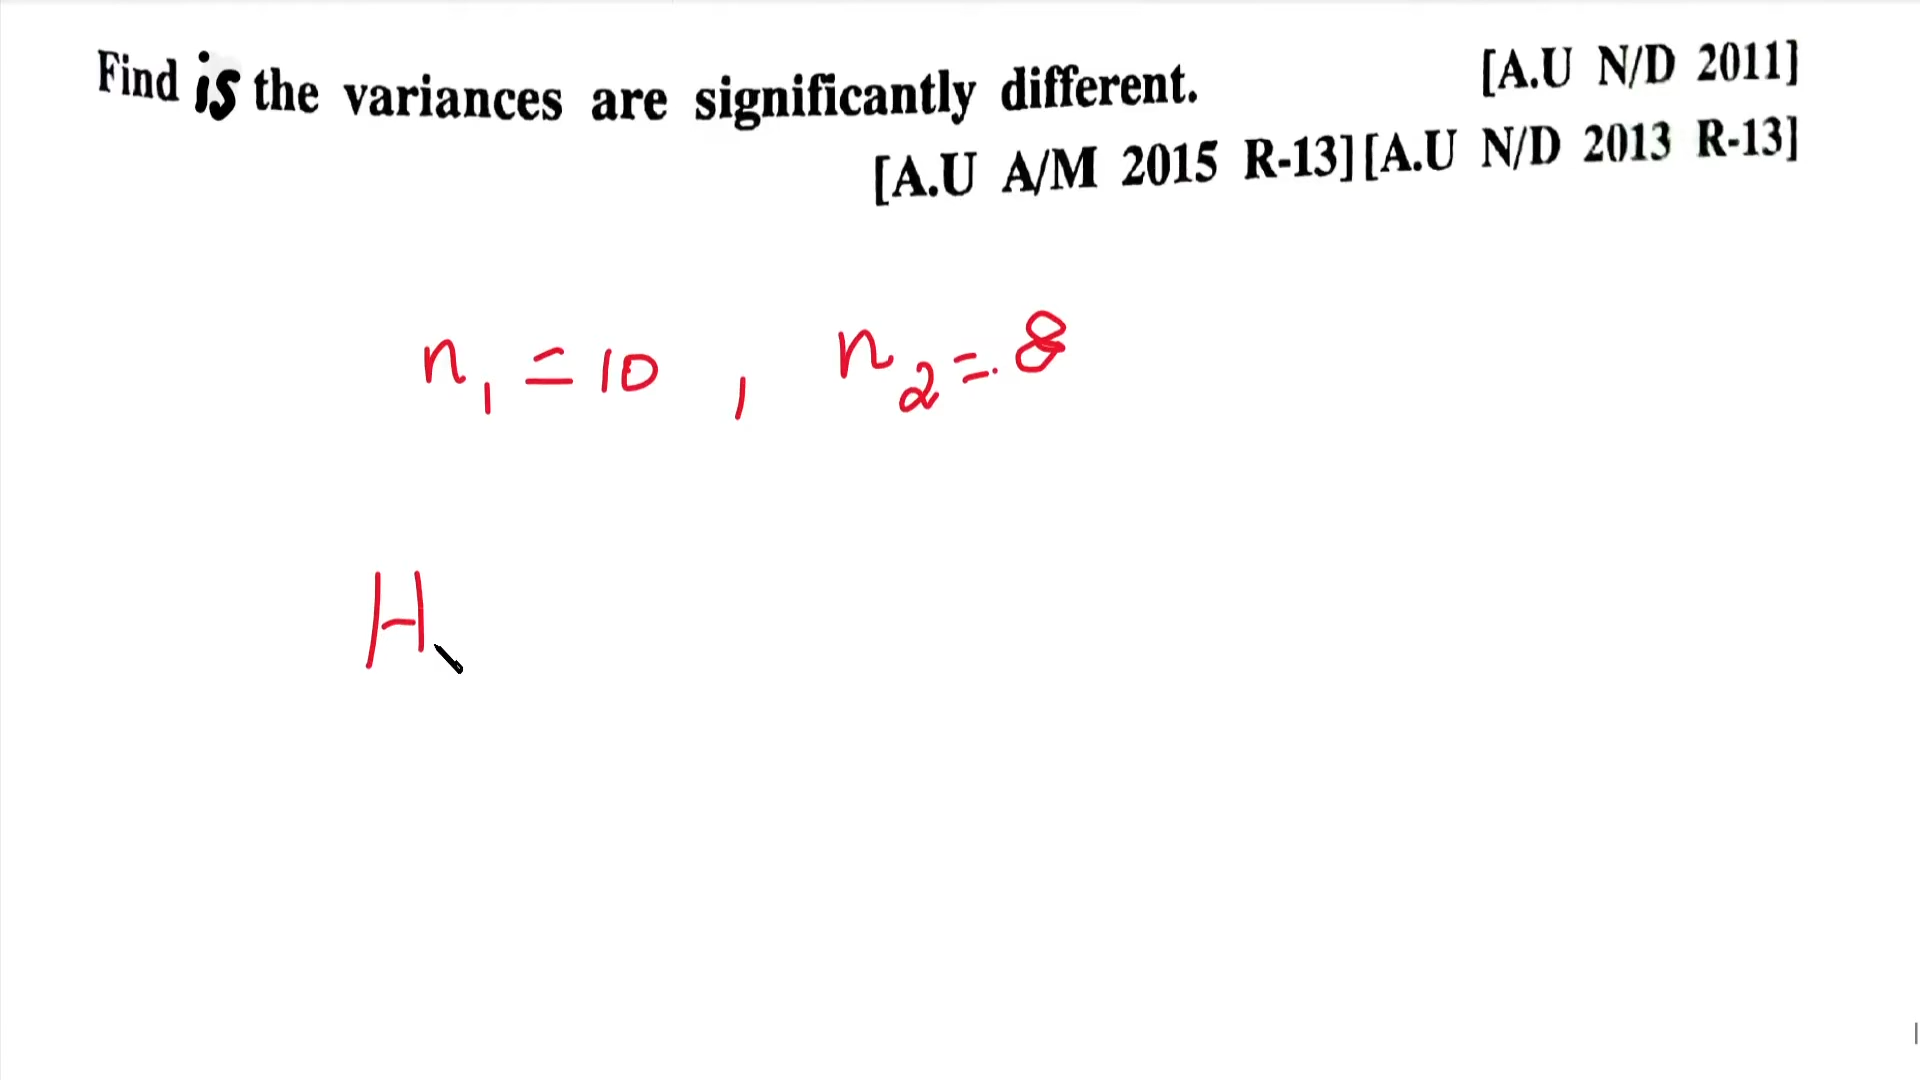 Find is the variances are significantly different. [A.U N/D 2011]
[A.U A/M 2015 R-13] [A.U N/D 2013 R-13]
n₁ = 10 , n₂ = 8
H